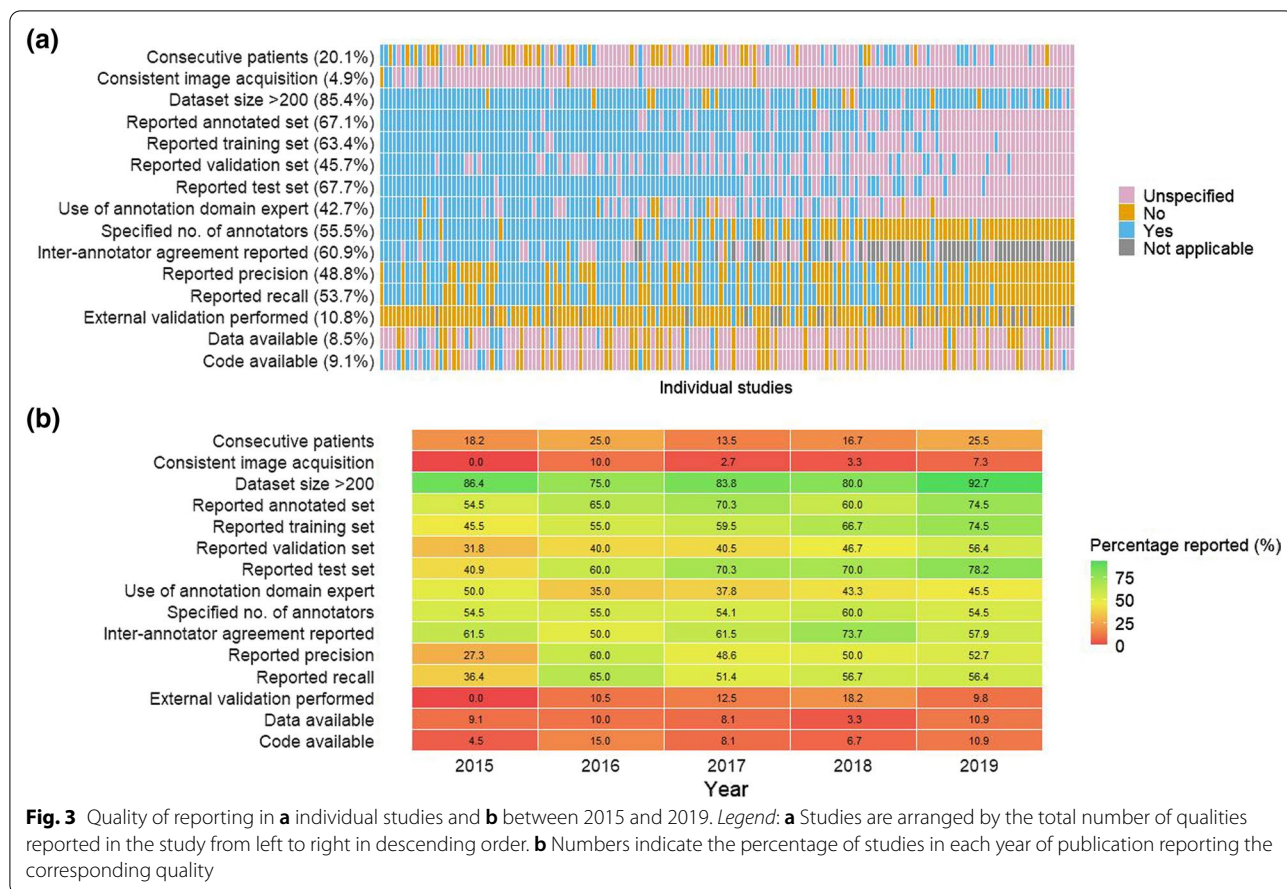 (a)
Consecutive patients (20.1%)
Consistent image acquisition (4.9%)
Dataset size >200 (85.4%)
Reported annotated set (67.1%)
Reported training set (63.4%)
Reported validation set (45.7%)
Reported test set (67.7%)
Use of annotation domain expert (42.7%)
Specified no. of annotators (55.5%)
Inter-annotator agreement reported (60.9%)
Reported precision (48.8%)
Reported recall (53.7%)
External validation performed (10.8%)
Data available (8.5%)
Code available (9.1%)
Individual studies
Unspecified
No
Yes
Not applicable
(b)
Consecutive patients 18.2 25.0 13.5 16.7 25.5
Consistent image acquisition 0.0 10.0 2.7 3.3 7.3
Dataset size >200 86.4 75.0 83.8 80.0 92.7
Reported annotated set 54.5 65.0 70.3 60.0 74.5
Reported training set 45.5 55.0 59.5 66.7 74.5
Reported validation set 31.8 40.0 40.5 46.7 56.4
Reported test set 40.9 60.0 70.3 70.0 78.2
Use of annotation domain expert 50.0 35.0 37.8 43.3 45.5
Specified no. of annotators 54.5 55.0 54.1 60.0 54.5
Inter-annotator agreement reported 61.5 50.0 61.5 73.7 57.9
Reported precision 27.3 60.0 48.6 50.0 52.7
Reported recall 36.4 65.0 51.4 56.7 56.4
External validation performed 0.0 10.5 12.5 18.2 9.8
Data available 9.1 10.0 8.1 3.3 10.9
Code available 4.5 15.0 8.1 6.7 10.9
2015 2016 2017 2018 2019
Year
Percentage reported (%)
75
50
25
0
Fig. 3 Quality of reporting in a individual studies and b between 2015 and 2019. Legend: a Studies are arranged by the total number of qualities
reported in the study from left to right in descending order. b Numbers indicate the percentage of studies in each year of publication reporting the
corresponding quality